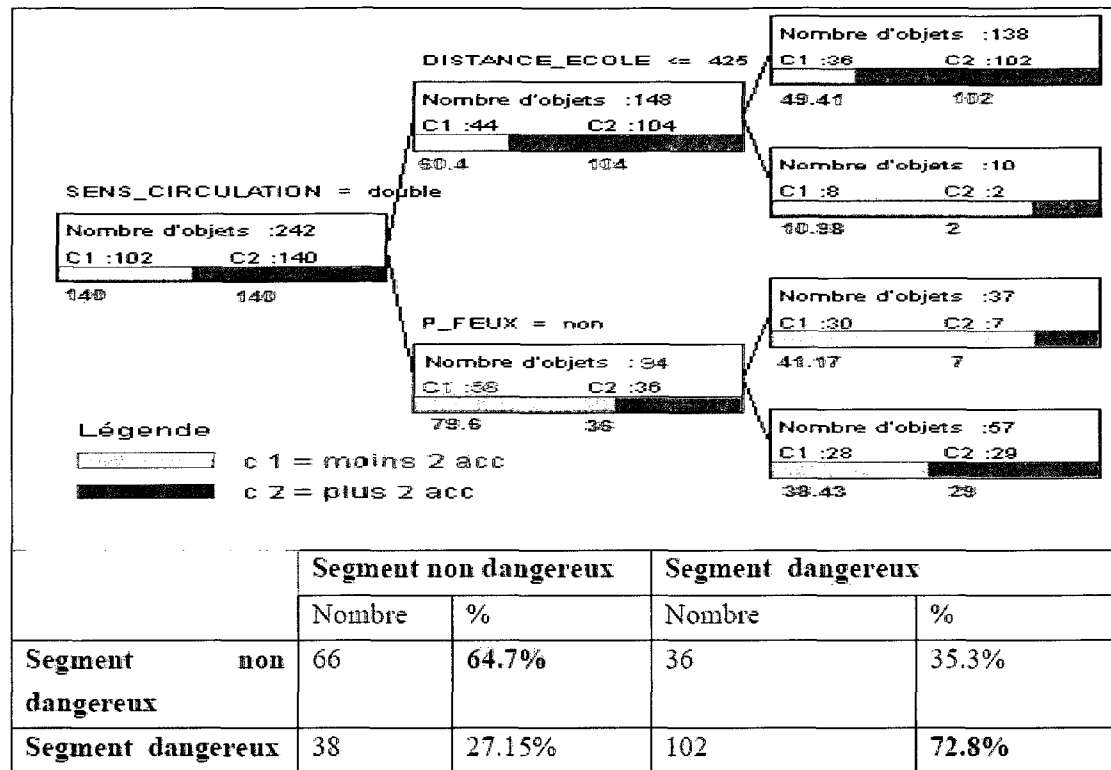 Nombre d'objets :138
DISTANCE_ECOLE <= 425
C1 :36 C2 :102
49.41 102
Nombre d'objets :148
C1 :44 C2 :104
60.4 104
Nombre d'objets :10
C1 :8 C2 :2
10.98 2
SENS_CIRCULATION = double
Nombre d'objets :242
C1 :102 C2 :140
140 140
Nombre d'objets :37
C1 :30 C2 :7
41.17 7
P_FEUX = non
Nombre d'objets :94
C1 :58 C2 :36
79.6 36
Nombre d'objets :57
C1 :28 C2 :29
38.43 29
Légende
c 1 = moins 2 acc
c 2 = plus 2 acc
Segment non dangereux Segment dangereux
Nombre % Nombre %
Segment non dangereux 66 64.7% 36 35.3%
Segment dangereux 38 27.15% 102 72.8%